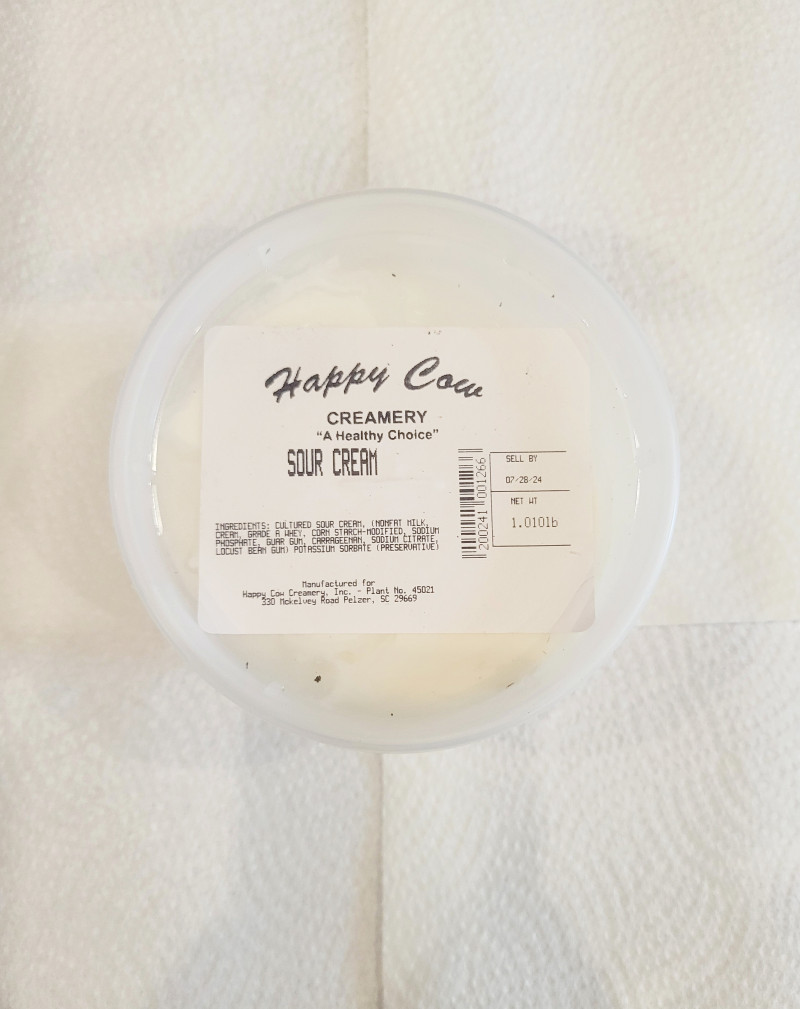 Happy Cow
CREAMERY
“A Healthy Choice”
SOUR CREAM
INGREDIENTS: CULTURED SOUR CREAM, (NONFAT MILK,
CREAM, GRADE A WHEY, CORN STARCH-MODIFIED, SODIUM
PHOSPHATE, GUAR GUM, CARRAGEENAN, SODIUM CITRATE,
LOCUST BEAN GUM) POTASSIUM SORBATE (PRESERVATIVE)
Manufactured for
Happy Cow Creamery, Inc. - Plant No. 45021
330 McKelvey Road Pelzer, SC 29669
200241 001266
SELL BY
07/28/24
NET WT
1.010lb